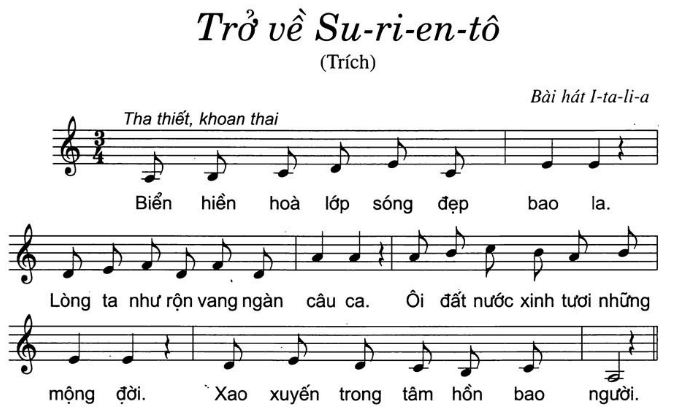 Trở về Su-ri-en-tô
(Trích)
Bài hát I-ta-li-a
Tha thiết, khoan thai
3
4
Biển hiền hoà lớp sóng đẹp bao la.
Lòng ta như rộn vang ngàn câu ca. Ôi đất nước xinh tươi những
mộng đời. Xao xuyến trong tâm hồn bao người.